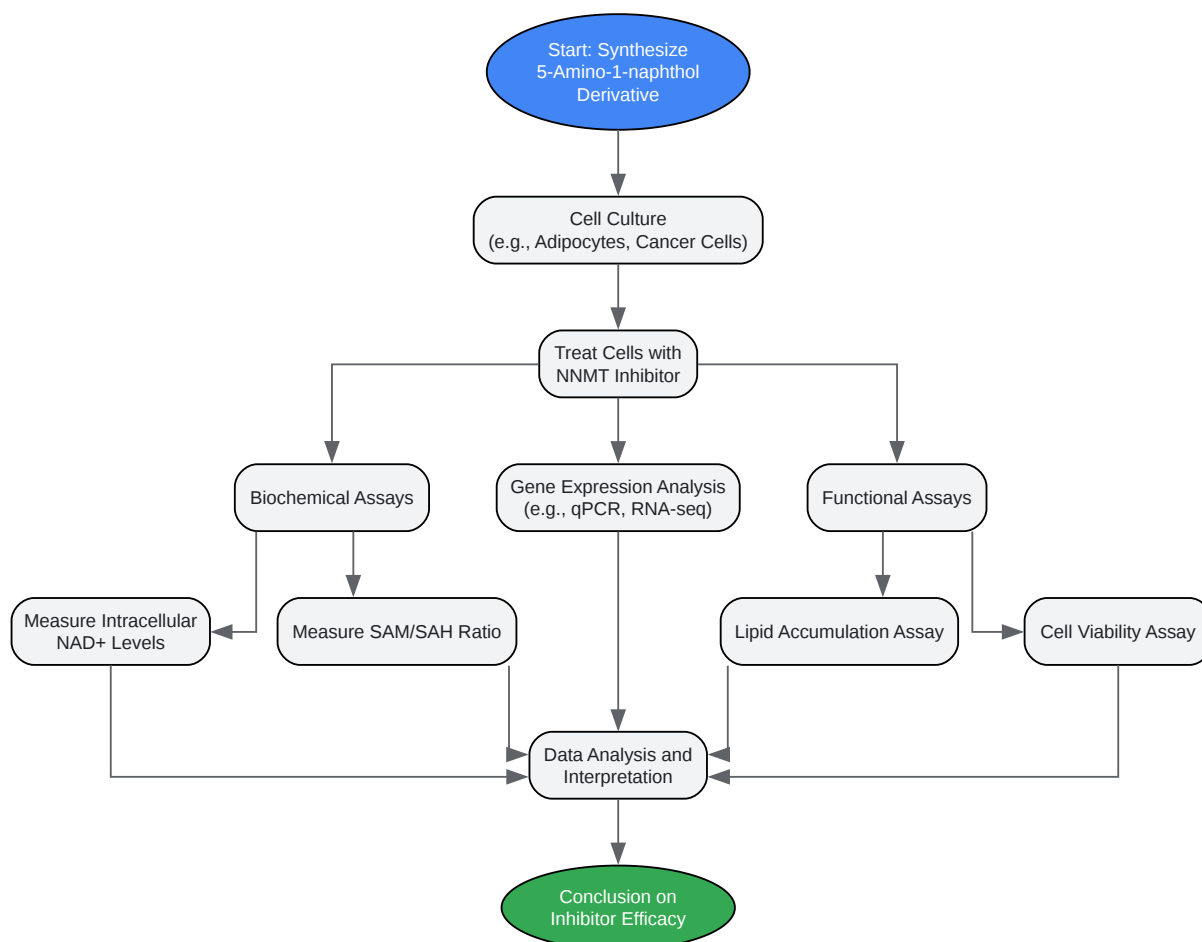 Start: Synthesize
5-Amino-1-naphthol
Derivative
Cell Culture
(e.g., Adipocytes, Cancer Cells)
Treat Cells with
NNMT Inhibitor
Biochemical Assays
Gene Expression Analysis
(e.g., qPCR, RNA-seq)
Functional Assays
Measure Intracellular
NAD+ Levels
Measure SAM/SAH Ratio
Lipid Accumulation Assay
Cell Viability Assay
Data Analysis and
Interpretation
Conclusion on
Inhibitor Efficacy